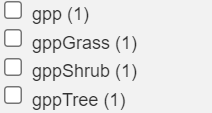 gpp (1)
gppGrass (1)
gppShrub (1)
gppTree (1)